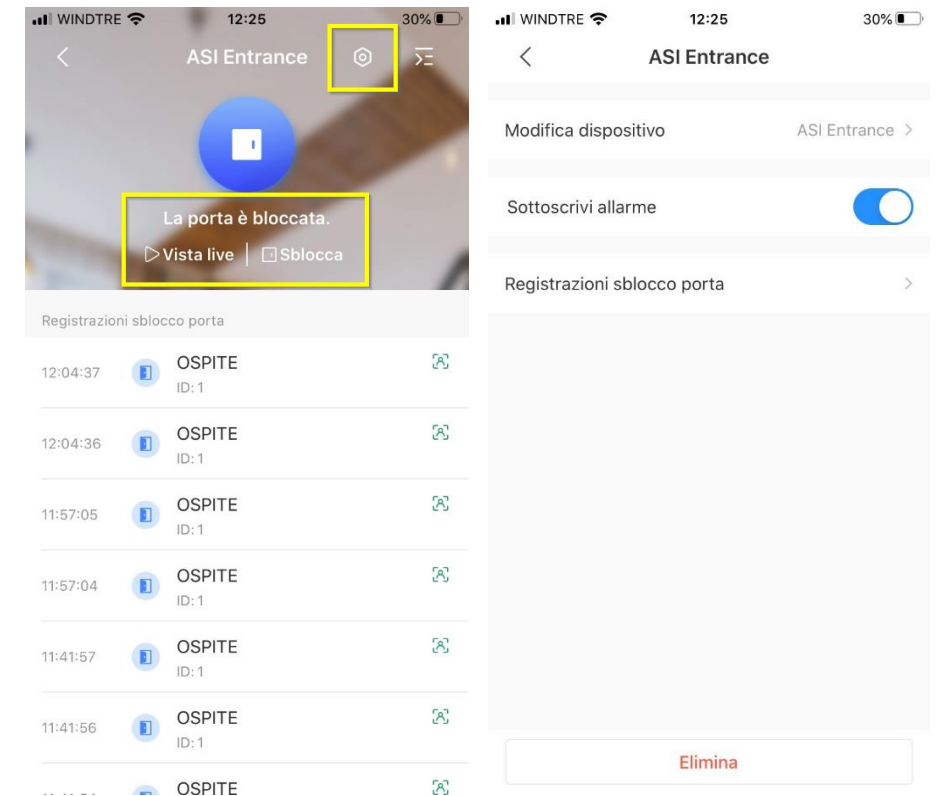 WINDTRE 12:25 30%
ASI Entrance
La porta è bloccata.
Vista live | Sblocca
Registrazioni sblocco porta
12:04:37 OSPITE
ID: 1
12:04:36 OSPITE
ID: 1
11:57:05 OSPITE
ID: 1
11:57:04 OSPITE
ID: 1
11:41:57 OSPITE
ID: 1
11:41:56 OSPITE
ID: 1
OSPITE
WINDTRE 12:25 30%
ASI Entrance
Modifica dispositivo ASI Entrance
Sottoscrivi allarme
Registrazioni sblocco porta
Elimina